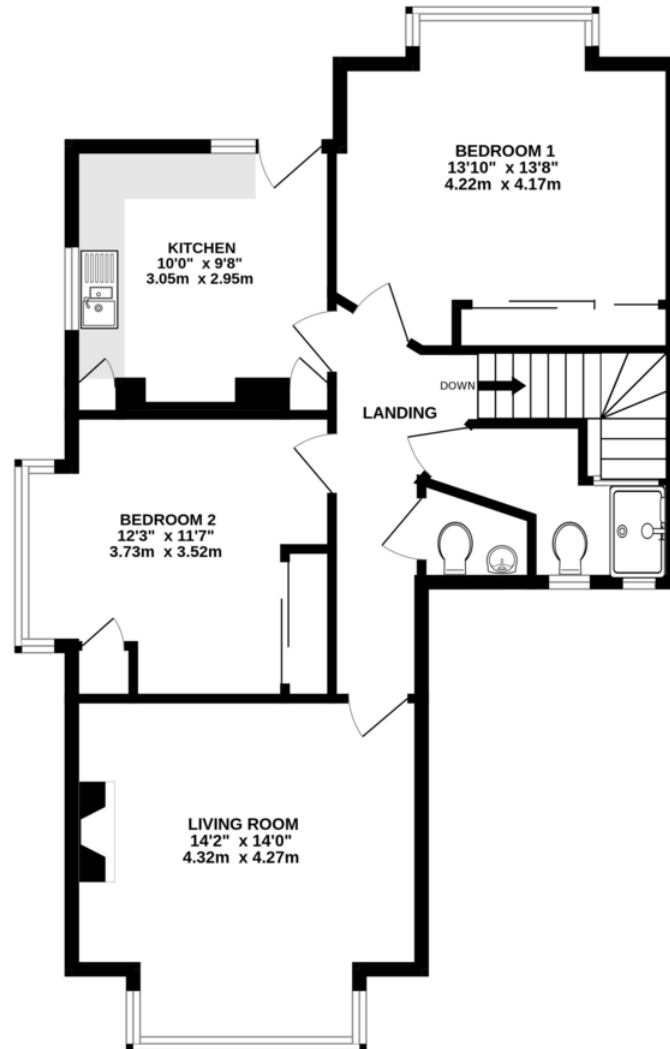 BEDROOM 1
13'10" x 13'8"
4.22m x 4.17m
KITCHEN
10'0" x 9'8"
3.05m x 2.95m
DOWN
LANDING
BEDROOM 2
12'3" x 11'7"
3.73m x 3.52m
LIVING ROOM
14'2" x 14'0"
4.32m x 4.27m